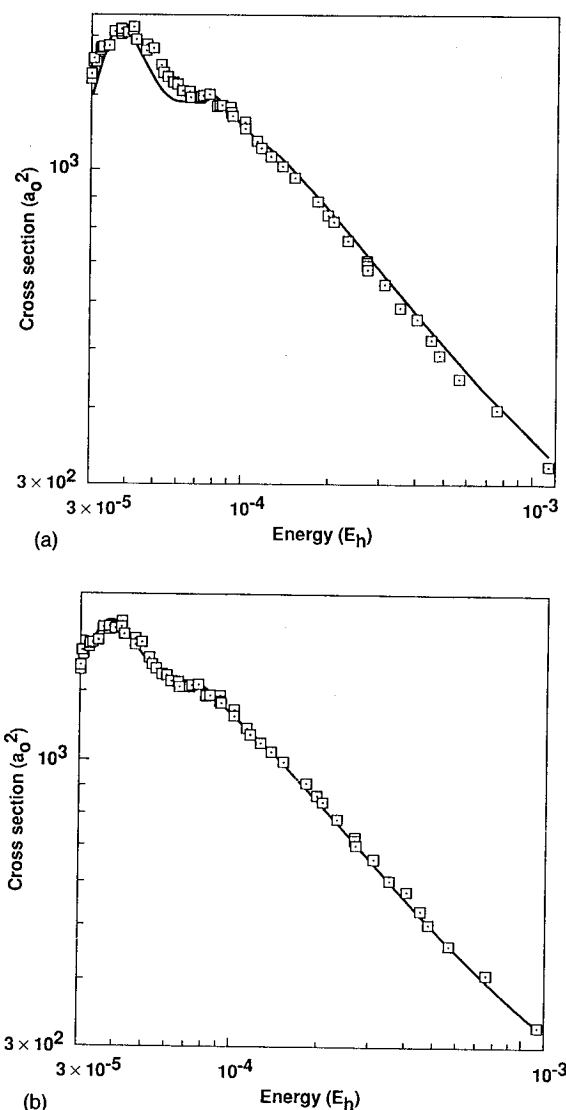 Cross section (a₀²)
10³
3 × 10²
3 × 10⁻⁵
10⁻⁴
10⁻³
(a)
Energy (Eₕ)
Cross section (a₀²)
10³
3 × 10²
3 × 10⁻⁵
10⁻⁴
10⁻³
(b)
Energy (Eₕ)